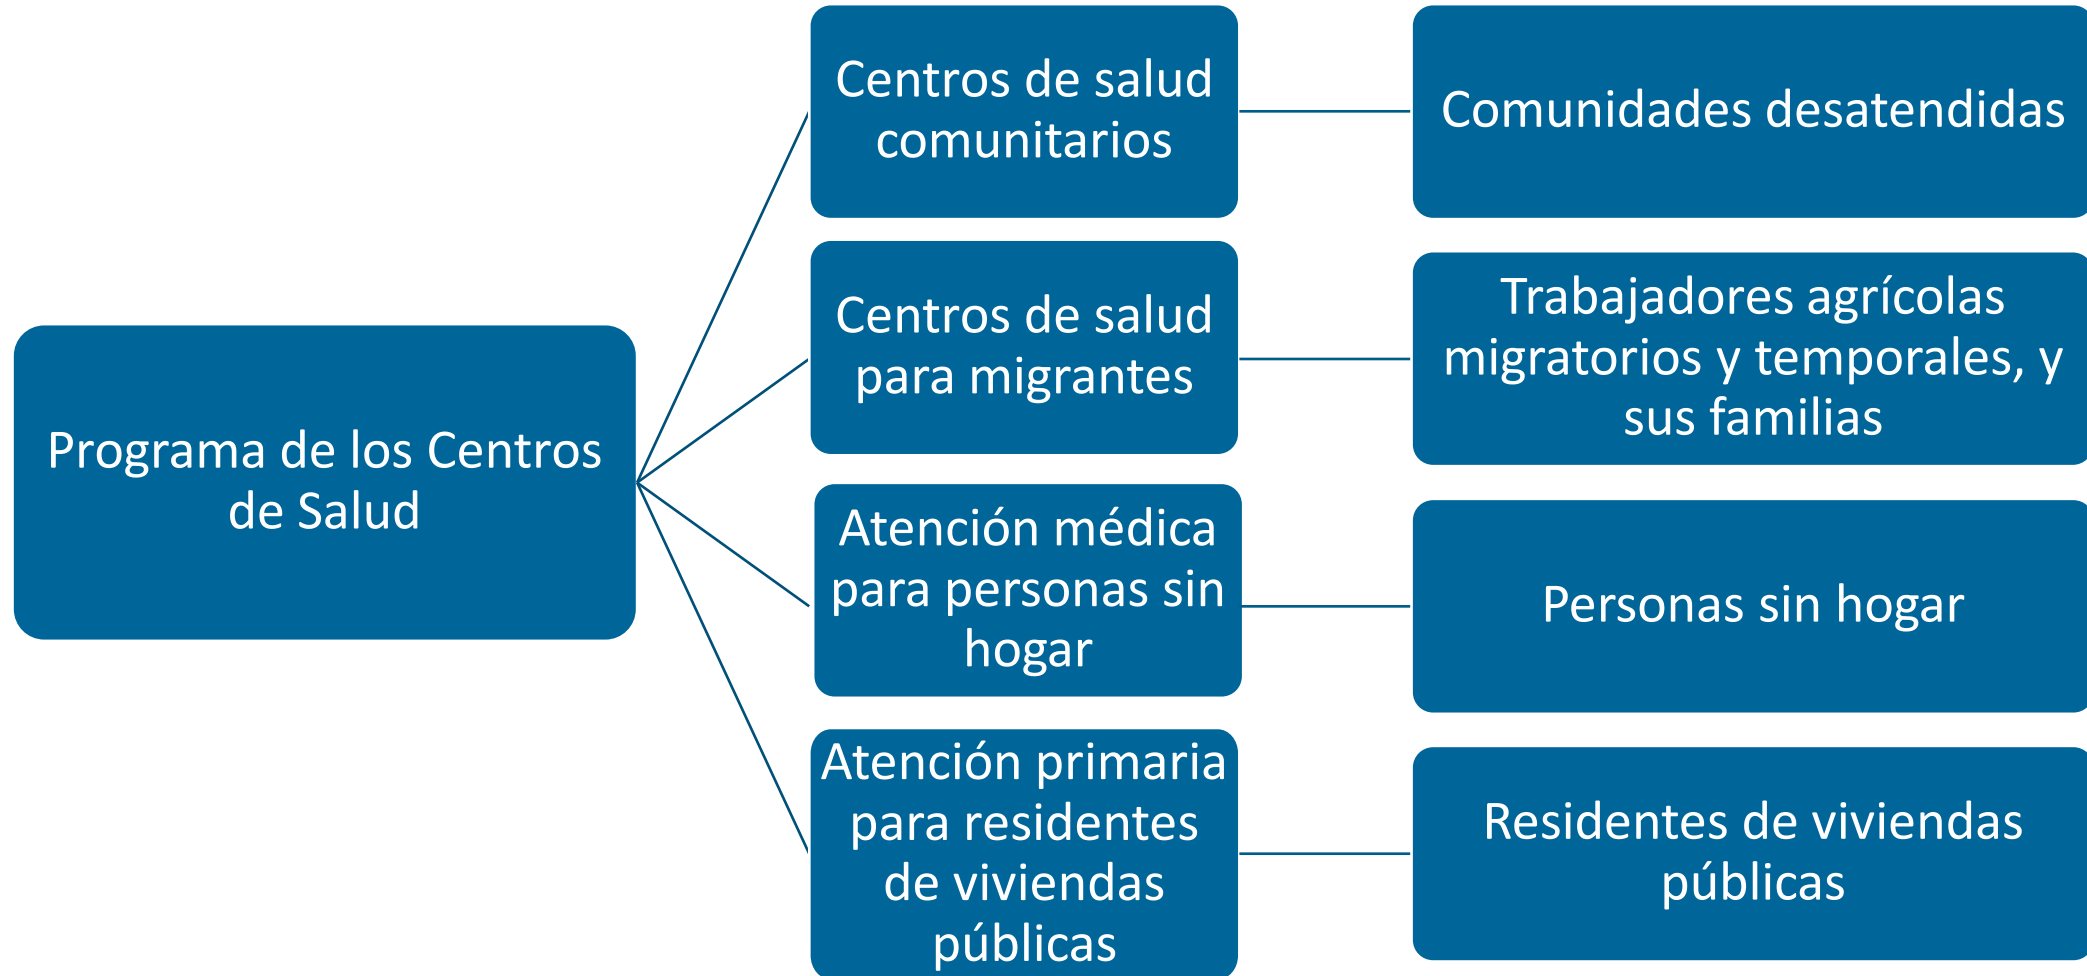 Programa de los Centros
de Salud
Centros de salud
comunitarios
Comunidades desatendidas
Centros de salud
para migrantes
Trabajadores agrícolas
migratorios y temporales, y
sus familias
Atención médica
para personas sin
hogar
Personas sin hogar
Atención primaria
para residentes
de viviendas
públicas
Residentes de viviendas
públicas